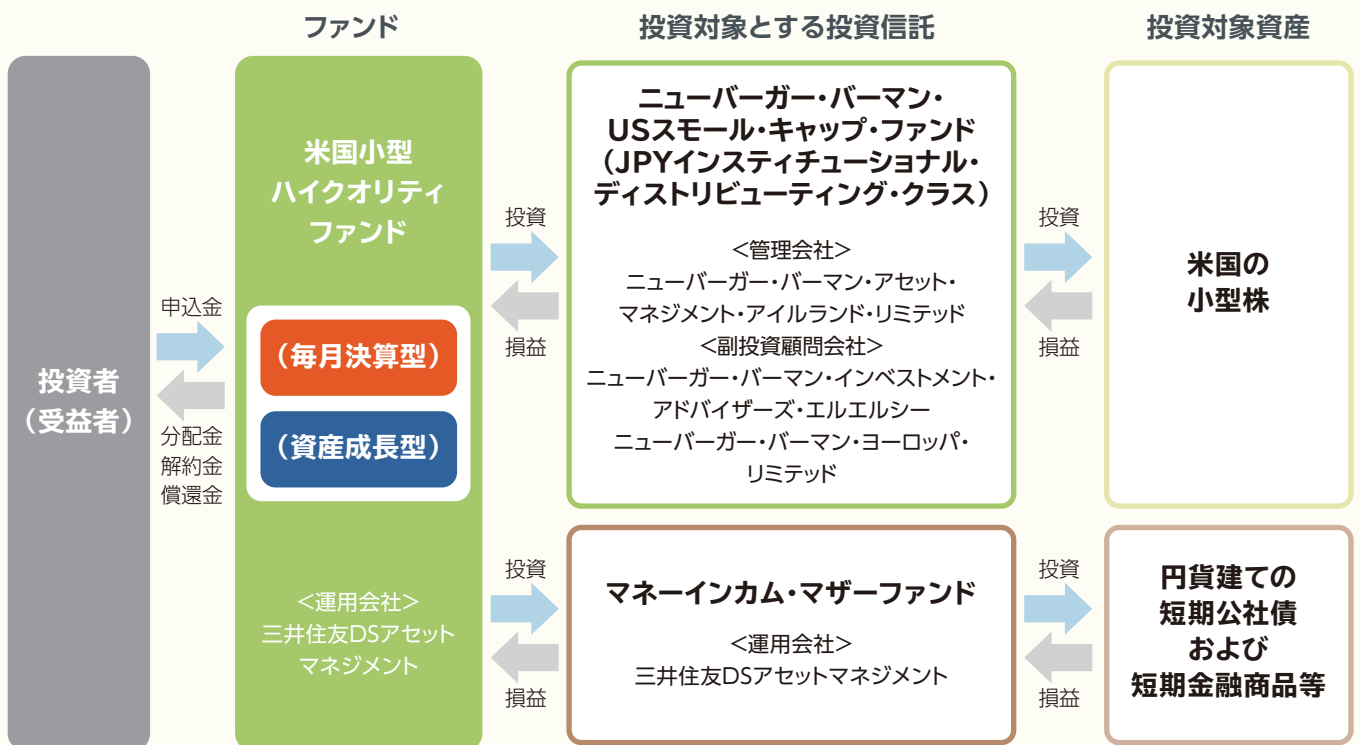 ファンド
投資対象とする投資信託
投資対象資産
投資者
（受益者）
申込金
分配金
解約金
償還金
米国小型
ハイクオリティ
ファンド
（毎月決算型）
（資産成長型）
＜運用会社＞
三井住友DSアセット
マネジメント
投資
損益
ニューバーガー・バーマン・
USスモール・キャップ・ファンド
（JPYインスティチューショナル・
ディストリビューティング・クラス）
＜管理会社＞
ニューバーガー・バーマン・アセット・
マネジメント・アイルランド・リミテッド
＜副投資顧問会社＞
ニューバーガー・バーマン・インベストメント・
アドバイザーズ・エルエルシー
ニューバーガー・バーマン・ヨーロッパ・
リミテッド
投資
損益
米国の
小型株
投資
損益
マネーインカム・マザーファンド
＜運用会社＞
三井住友DSアセットマネジメント
投資
損益
円貨建ての
短期公社債
および
短期金融商品等